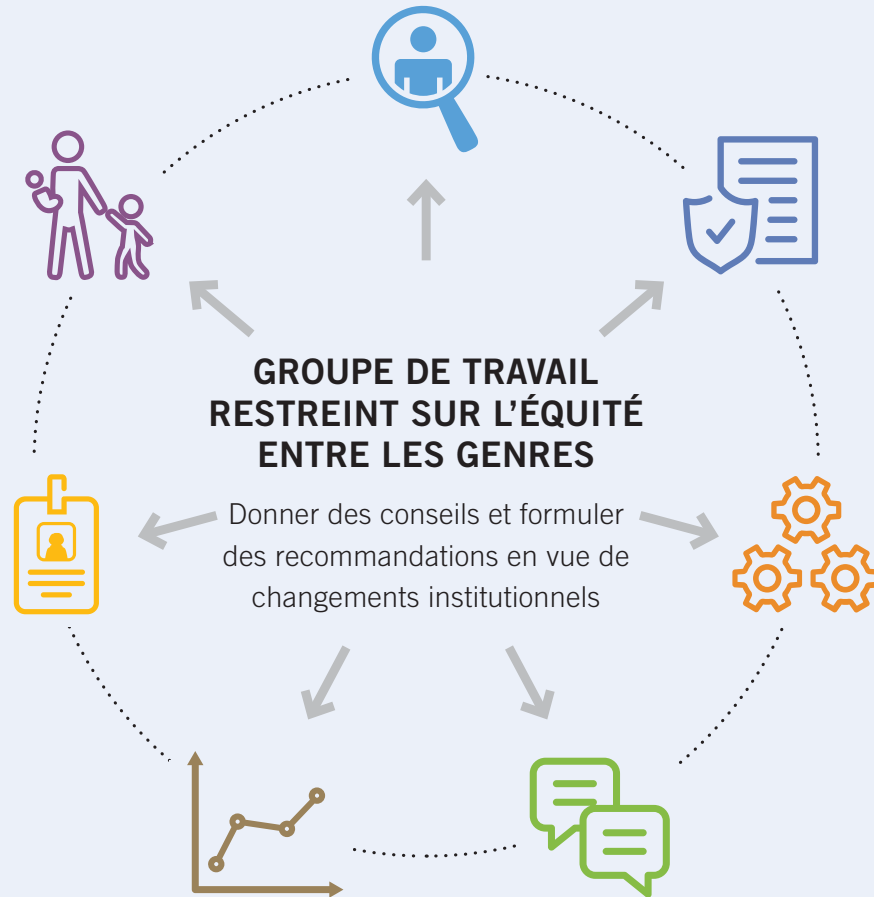 GROUPE DE TRAVAIL
RESTREINT SUR L’ÉQUITÉ
ENTRE LES GENRES
Donner des conseils et formuler
des recommandations en vue de
changements institutionnels